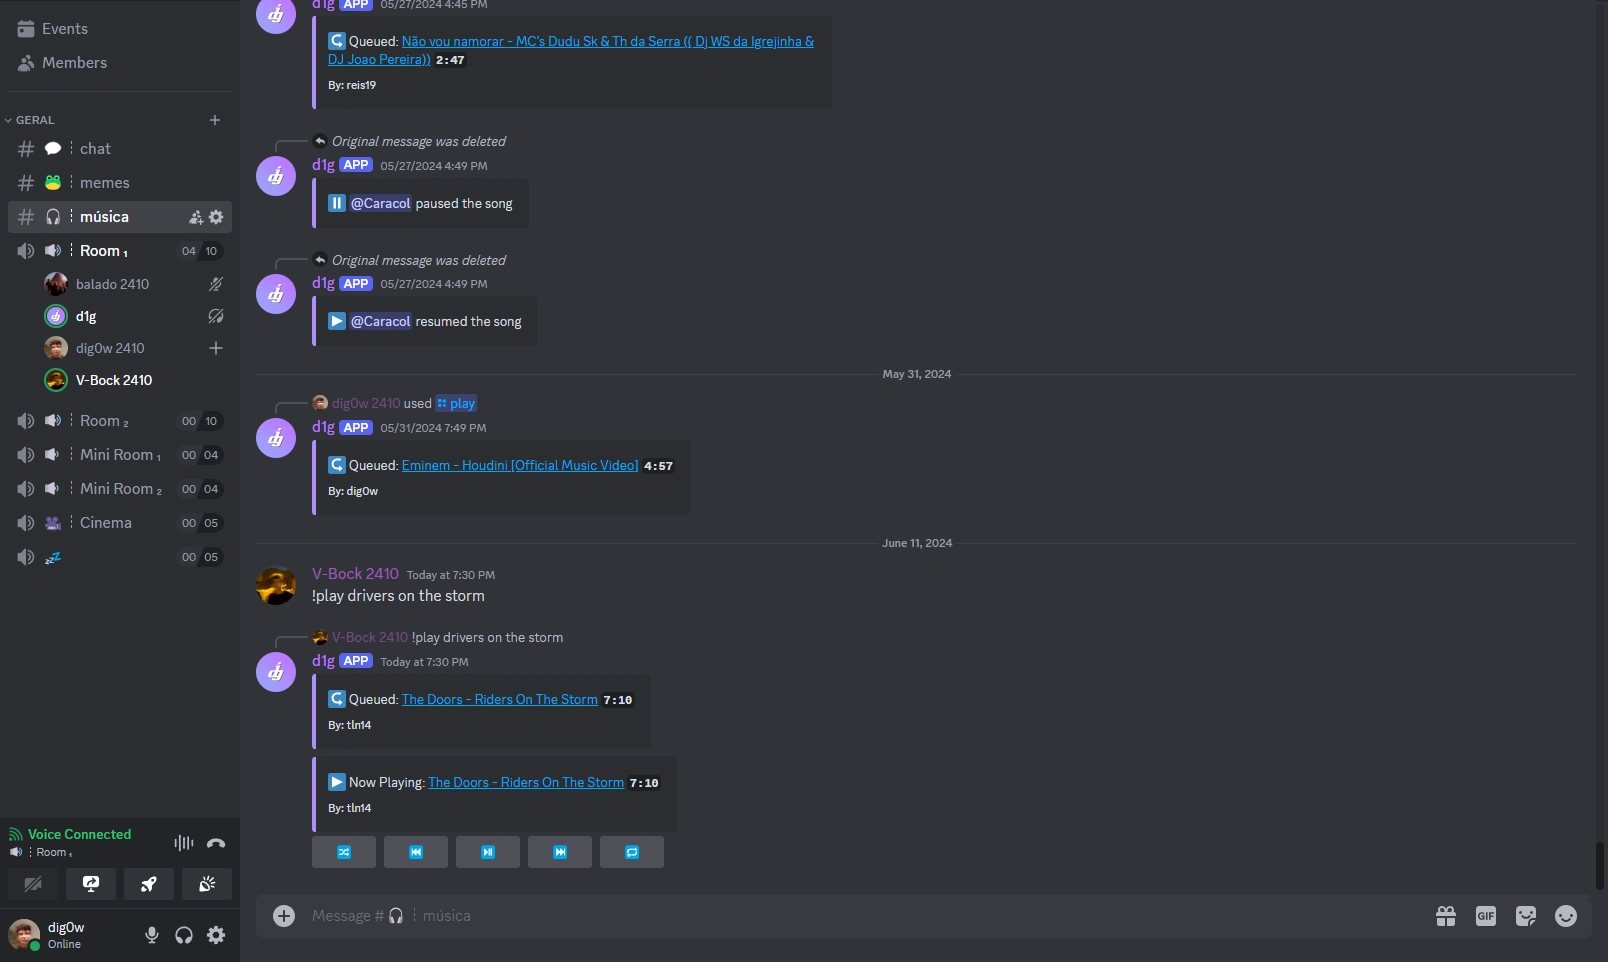 Events
Members
GERAL
chat
memes
música
Room ₁ 04 10
balado 2410
d1g
dig0w 2410
V-Bock 2410
Room ₂ 00 10
Mini Room ₁ 00 04
Mini Room ₂ 00 04
Cinema 00 05
zzz 00 05
Voice Connected
Room ₁
dig0w
Online
d1g APP 05/27/2024 4:45 PM
Queued: Não vou namorar - MC's Dudu Sk & Th da Serra (( Dj WS da Igrejinha &
DJ Joao Pereira)) 2:47
By: reis19
Original message was deleted
d1g APP 05/27/2024 4:49 PM
@Caracol paused the song
Original message was deleted
d1g APP 05/27/2024 4:49 PM
@Caracol resumed the song
May 31, 2024
dig0w 2410 used play
d1g APP 05/31/2024 7:49 PM
Queued: Eminem - Houdini [Official Music Video] 4:57
By: dig0w
June 11, 2024
V-Bock 2410 Today at 7:30 PM
!play drivers on the storm
V-Bock 2410 !play drivers on the storm
d1g APP Today at 7:30 PM
Queued: The Doors - Riders On The Storm 7:10
By: tln14
Now Playing: The Doors - Riders On The Storm 7:10
By: tln14
Message # música
GIF